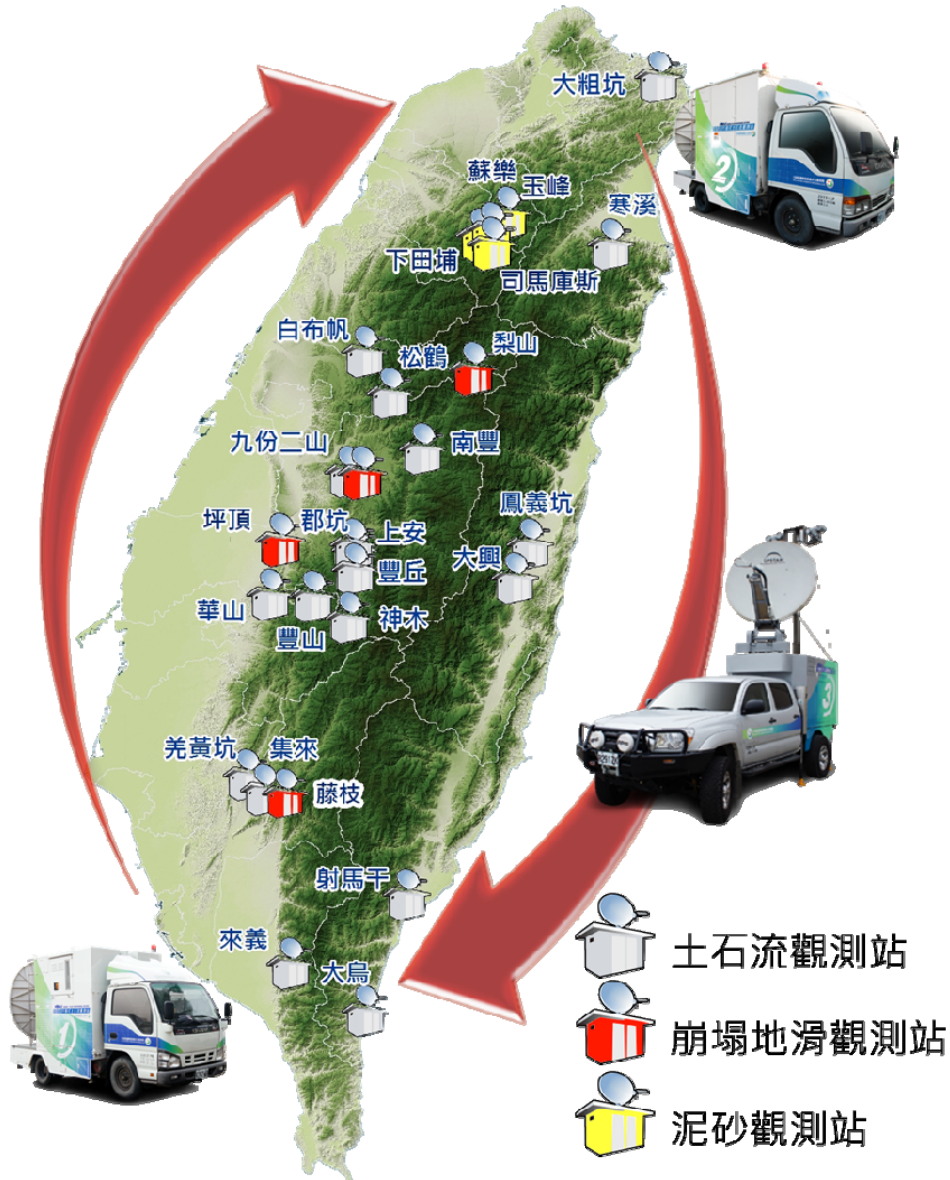 大粗坑
蘇樂
玉峰
寒溪
下田埔
司馬庫斯
白布帆
松鶴
梨山
九份二山
南豐
鳳義坑
坪頂
郡坑
上安
大興
豐丘
華山
豐山
神木
羌黃坑
集來
藤枝
射馬干
來義
大鳥
2
3
1
土石流觀測站
崩塌地滑觀測站
泥砂觀測站